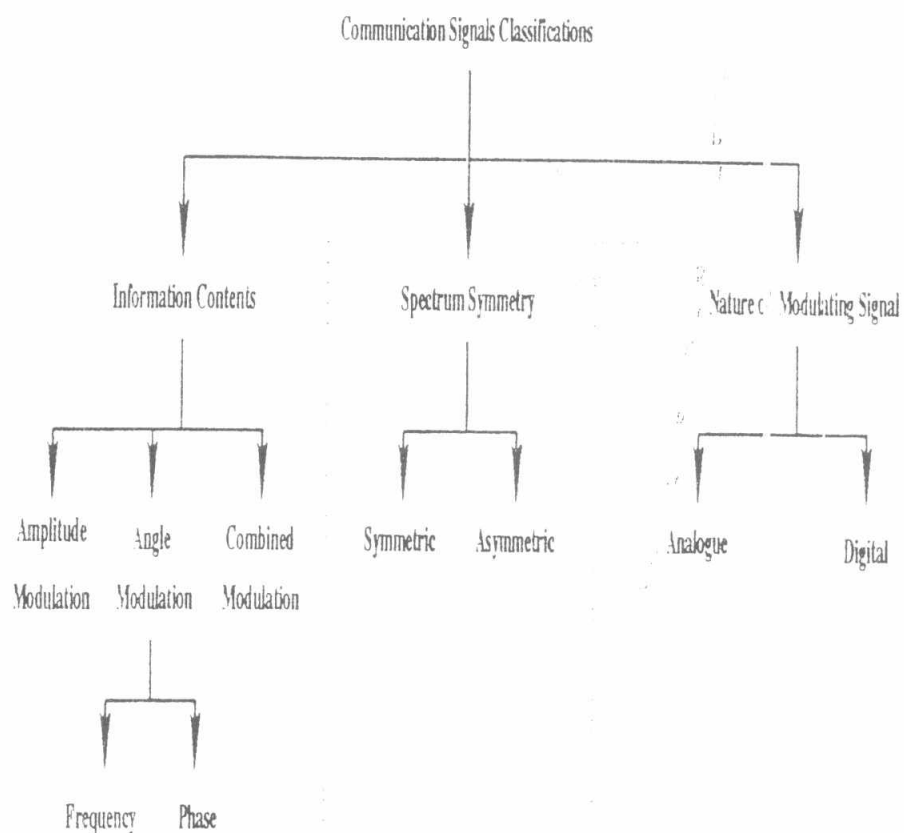 Communication Signals Classifications
Information Contents
Spectrum Symmetry
Nature Modulating Signal
Amplitude Modulation
Angle Modulation
Combined Modulation
Symmetric
Asymmetric
Analogue
Digital
Frequency
Phase